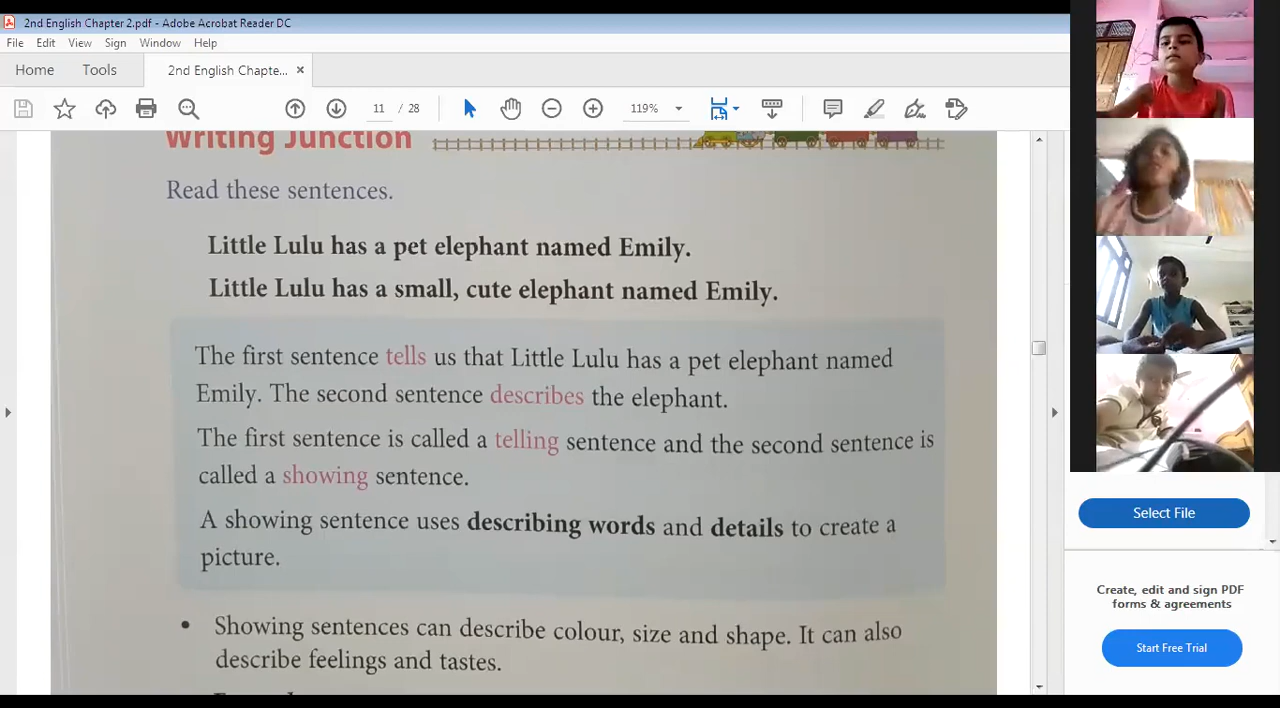 2nd English Chapter 2.pdf - Adobe Acrobat Reader DC
File Edit View Sign Window Help
Home Tools 2nd English Chapte... ×
11 / 28 119%
Writing Junction
Read these sentences.
Little Lulu has a pet elephant named Emily.
Little Lulu has a small, cute elephant named Emily.
The first sentence tells us that Little Lulu has a pet elephant named
Emily. The second sentence describes the elephant.
The first sentence is called a telling sentence and the second sentence is
called a showing sentence.
A showing sentence uses describing words and details to create a
picture.
• Showing sentences can describe colour, size and shape. It can also
describe feelings and tastes.
Select File
Create, edit and sign PDF
forms & agreements
Start Free Trial